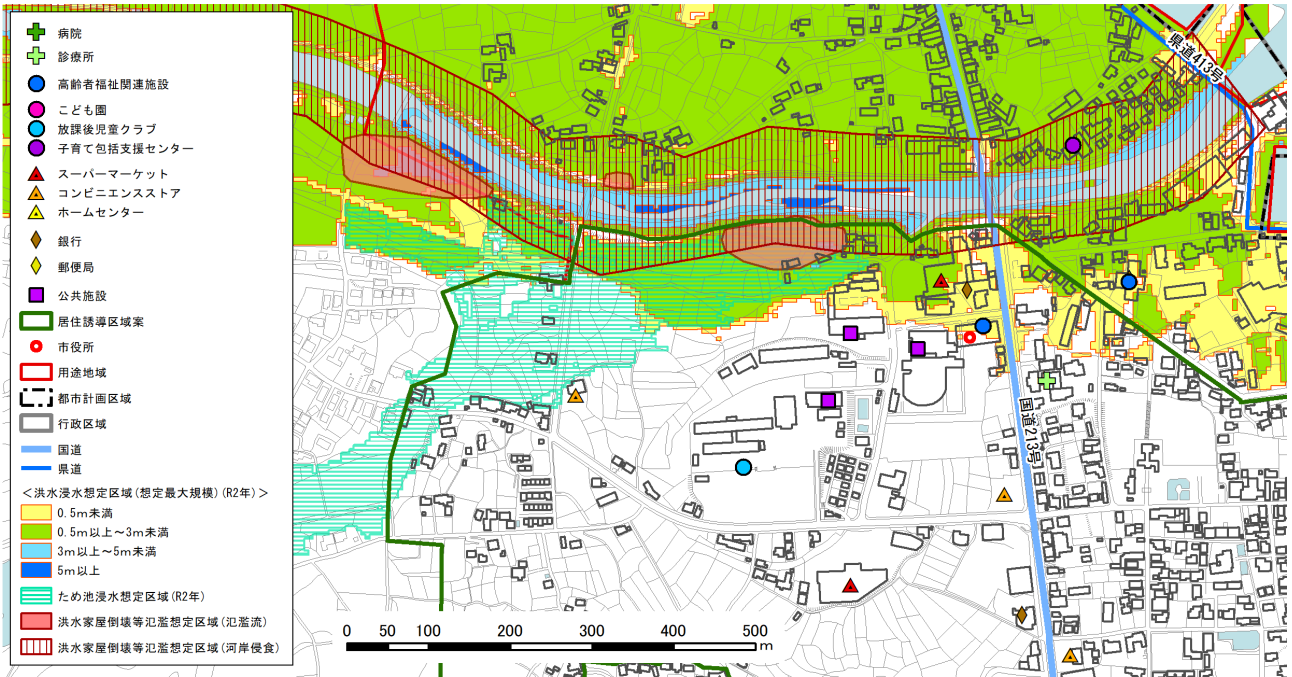 病院
診療所
高齢者福祉関連施設
こども園
放課後児童クラブ
子育て包括支援センター
スーパーマーケット
コンビニエンスストア
ホームセンター
銀行
郵便局
公共施設
居住誘導区域案
市役所
用途地域
都市計画区域
行政区域
国道
県道
<洪水浸水想定区域(想定最大規模)(R2年)>
0.5m未満
0.5m以上~3m未満
3m以上~5m未満
5m以上
ため池浸水想定区域(R2年)
洪水家屋倒壊等氾濫想定区域(氾濫流)
洪水家屋倒壊等氾濫想定区域(河岸侵食)
県道413号
国道213号
0 50 100 200 300 400 500
m